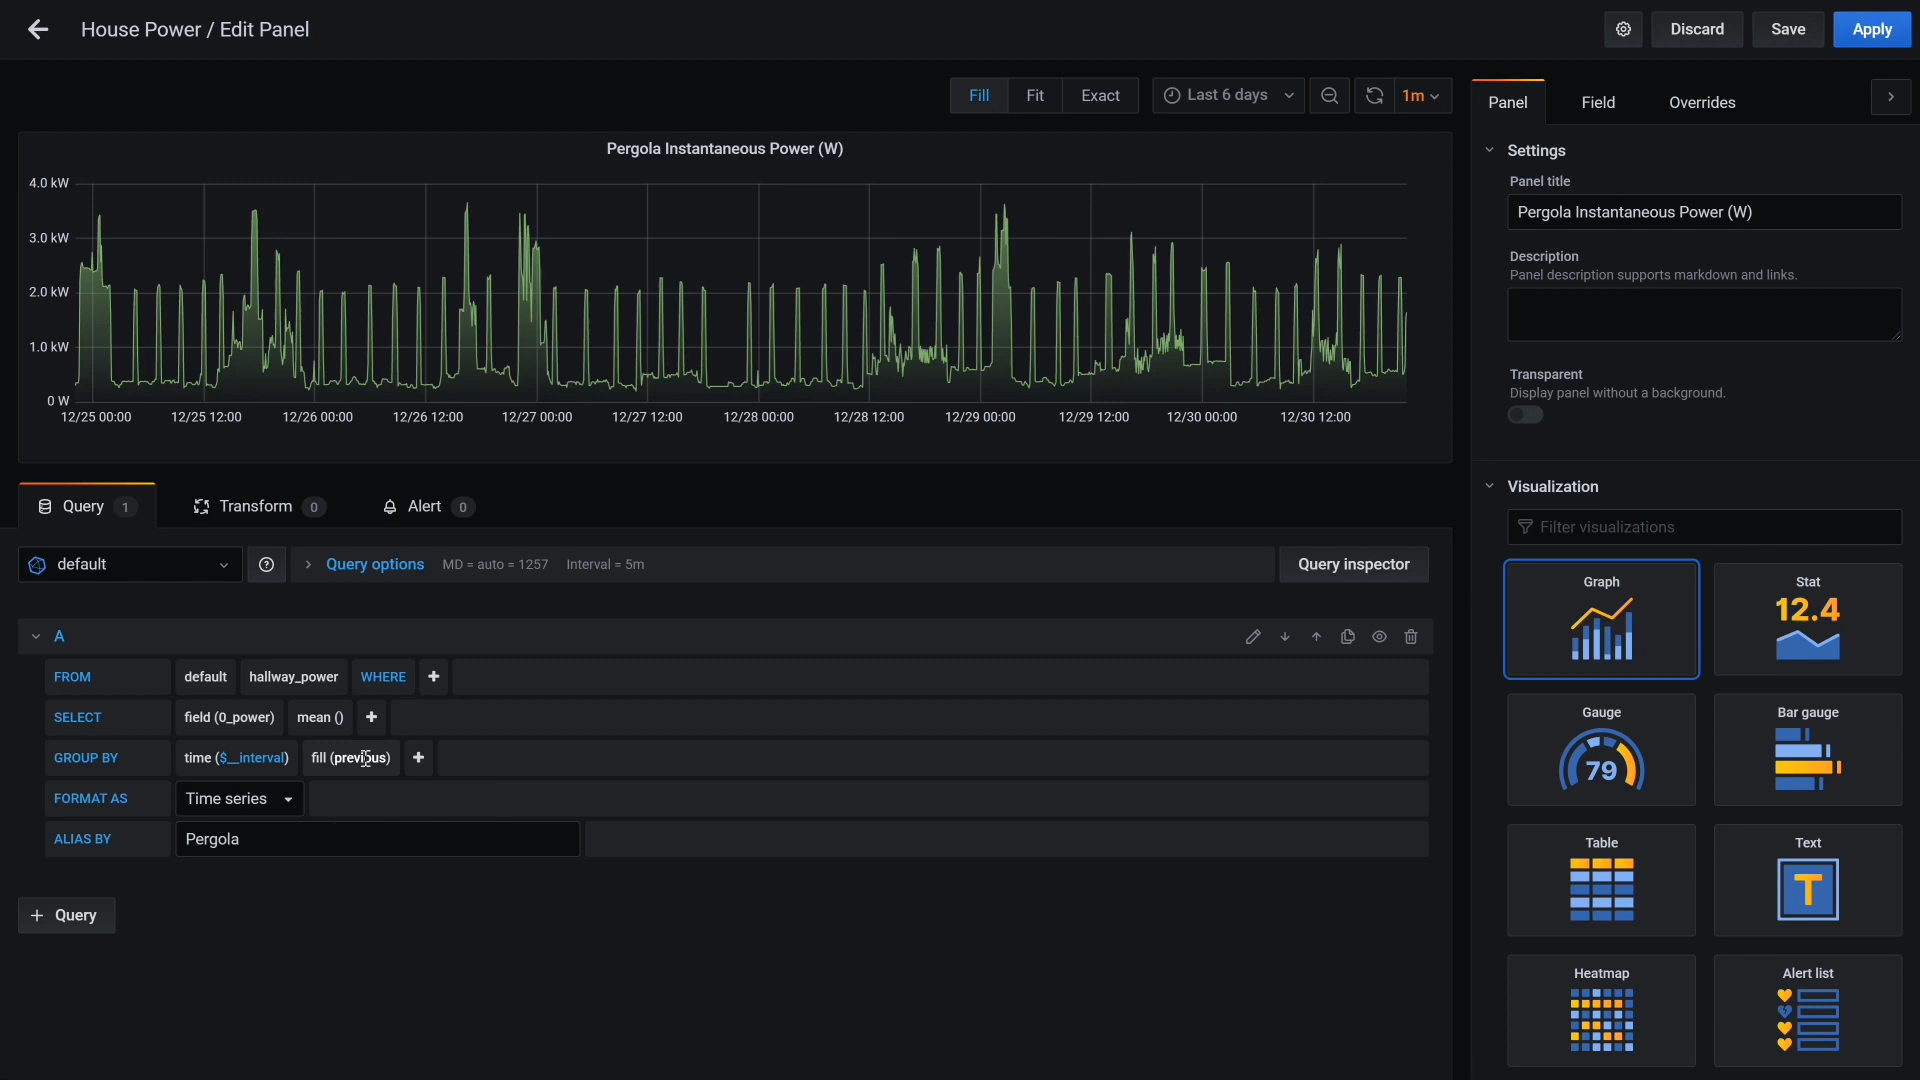 House Power / Edit Panel
Discard
Save
Apply
Fill
Fit
Exact
Last 6 days
1m
Panel
Field
Overrides
Pergola Instantaneous Power (W)
4.0 kW
3.0 kW
2.0 kW
1.0 kW
0 W
12/25 00:00
12/25 12:00
12/26 00:00
12/26 12:00
12/27 00:00
12/27 12:00
12/28 00:00
12/28 12:00
12/29 00:00
12/29 12:00
12/30 00:00
12/30 12:00
Settings
Panel title
Pergola Instantaneous Power (W)
Description
Panel description supports markdown and links.
Transparent
Display panel without a background.
Query 1
Transform 0
Alert 0
default
Query options MD = auto = 1257 Interval = 5m
Query inspector
A
FROM default hallway_power WHERE +
SELECT field (0_power) mean () +
GROUP BY time ($__interval) fill (previous) +
FORMAT AS Time series
ALIAS BY Pergola
+ Query
Visualization
Filter visualizations
Graph
Stat
12.4
Gauge
79
Bar gauge
Table
Text
T
Heatmap
Alert list